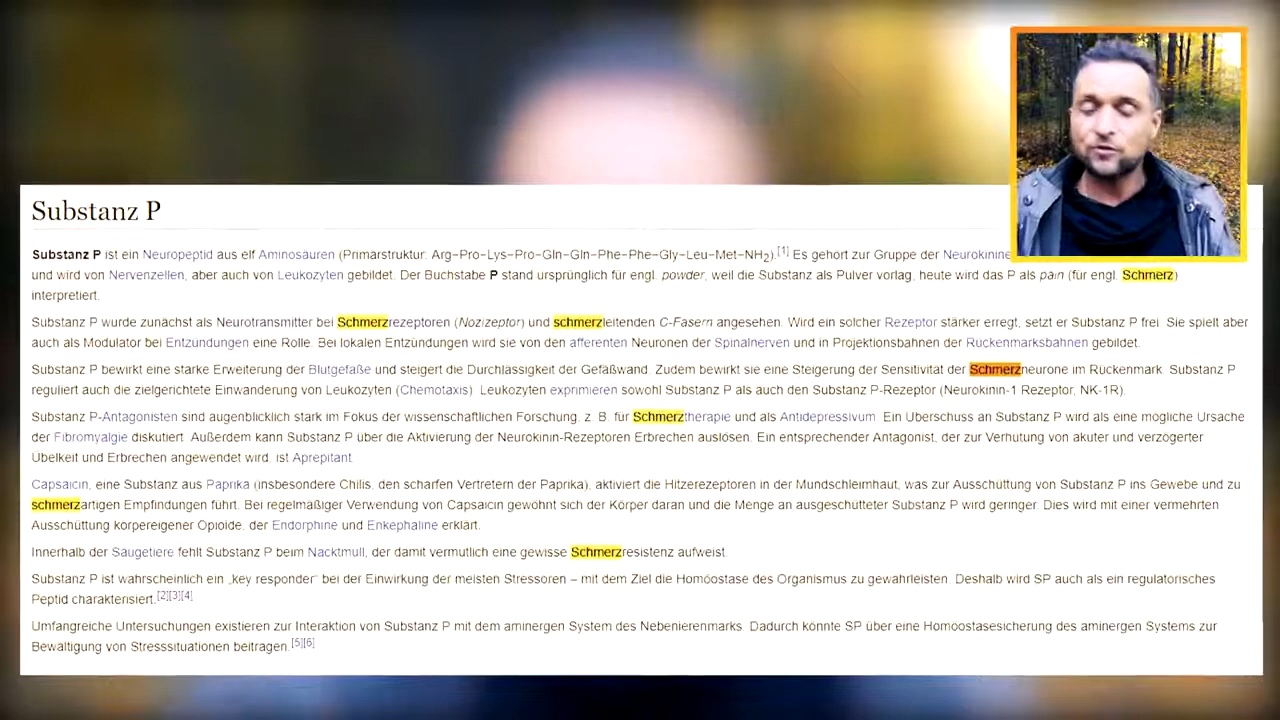 Substanz P
Substanz P ist ein Neuropeptid aus elf Aminosäuren (Primärstruktur: Arg–Pro–Lys–Pro–Gln–Gln–Phe–Phe–Gly–Leu–Met–NH2).[1] Es gehört zur Gruppe der Neurokinine
und wird von Nervenzellen, aber auch von Leukozyten gebildet. Der Buchstabe P stand ursprünglich für engl. powder, weil die Substanz als Pulver vorlag, heute wird das P als pain (für engl. Schmerz)
interpretiert.
Substanz P wurde zunächst als Neurotransmitter bei Schmerzrezeptoren (Nozizeptor) und schmerzleitenden C-Fasern angesehen. Wird ein solcher Rezeptor stärker erregt, setzt er Substanz P frei. Sie spielt aber
auch als Modulator bei Entzündungen eine Rolle. Bei lokalen Entzündungen wird sie von den afferenten Neuronen der Spinalnerven und in Projektionsbahnen der Rückenmarksbahnen gebildet.
Substanz P bewirkt eine starke Erweiterung der Blutgefäße und steigert die Durchlässigkeit der Gefäßwand. Zudem bewirkt sie eine Steigerung der Sensitivität der Schmerzneurone im Rückenmark. Substanz P
reguliert auch die zielgerichtete Einwanderung von Leukozyten (Chemotaxis). Leukozyten exprimieren sowohl Substanz P als auch den Substanz P-Rezeptor (Neurokinin-1 Rezeptor, NK-1R).
Substanz P-Antagonisten sind augenblicklich stark im Fokus der wissenschaftlichen Forschung, z. B. für Schmerztherapie und als Antidepressivum. Ein Überschuss an Substanz P wird als eine mögliche Ursache
der Fibromyalgie diskutiert. Außerdem kann Substanz P über die Aktivierung der Neurokinin-Rezeptoren Erbrechen auslösen. Ein entsprechender Antagonist, der zur Verhütung von akuter und verzögerter
Übelkeit und Erbrechen angewendet wird, ist Aprepitant.
Capsaicin, eine Substanz aus Paprika (insbesondere Chilis, den scharfen Vertretern der Paprika), aktiviert die Hitzerezeptoren in der Mundschleimhaut, was zur Ausschüttung von Substanz P ins Gewebe und zu
schmerzartigen Empfindungen führt. Bei regelmäßiger Verwendung von Capsaicin gewöhnt sich der Körper daran und die Menge an ausgeschütteter Substanz P wird geringer. Dies wird mit einer vermehrten
Ausschüttung körpereigener Opioide, der Endorphine und Enkephaline erklärt.
Innerhalb der Säugetiere fehlt Substanz P beim Nacktmull, der damit vermutlich eine gewisse Schmerzresistenz aufweist.
Substanz P ist wahrscheinlich ein „key responder“ bei der Einwirkung der meisten Stressoren – mit dem Ziel die Homöostase des Organismus zu gewährleisten. Deshalb wird SP auch als ein regulatorisches
Peptid charakterisiert.[2][3][4]
Umfangreiche Untersuchungen existieren zur Interaktion von Substanz P mit dem aminergen System des Nebennierenmarks. Dadurch könnte SP über eine Homöostasesicherung des aminergen Systems zur
Bewältigung von Stresssituationen beitragen.[5][6]